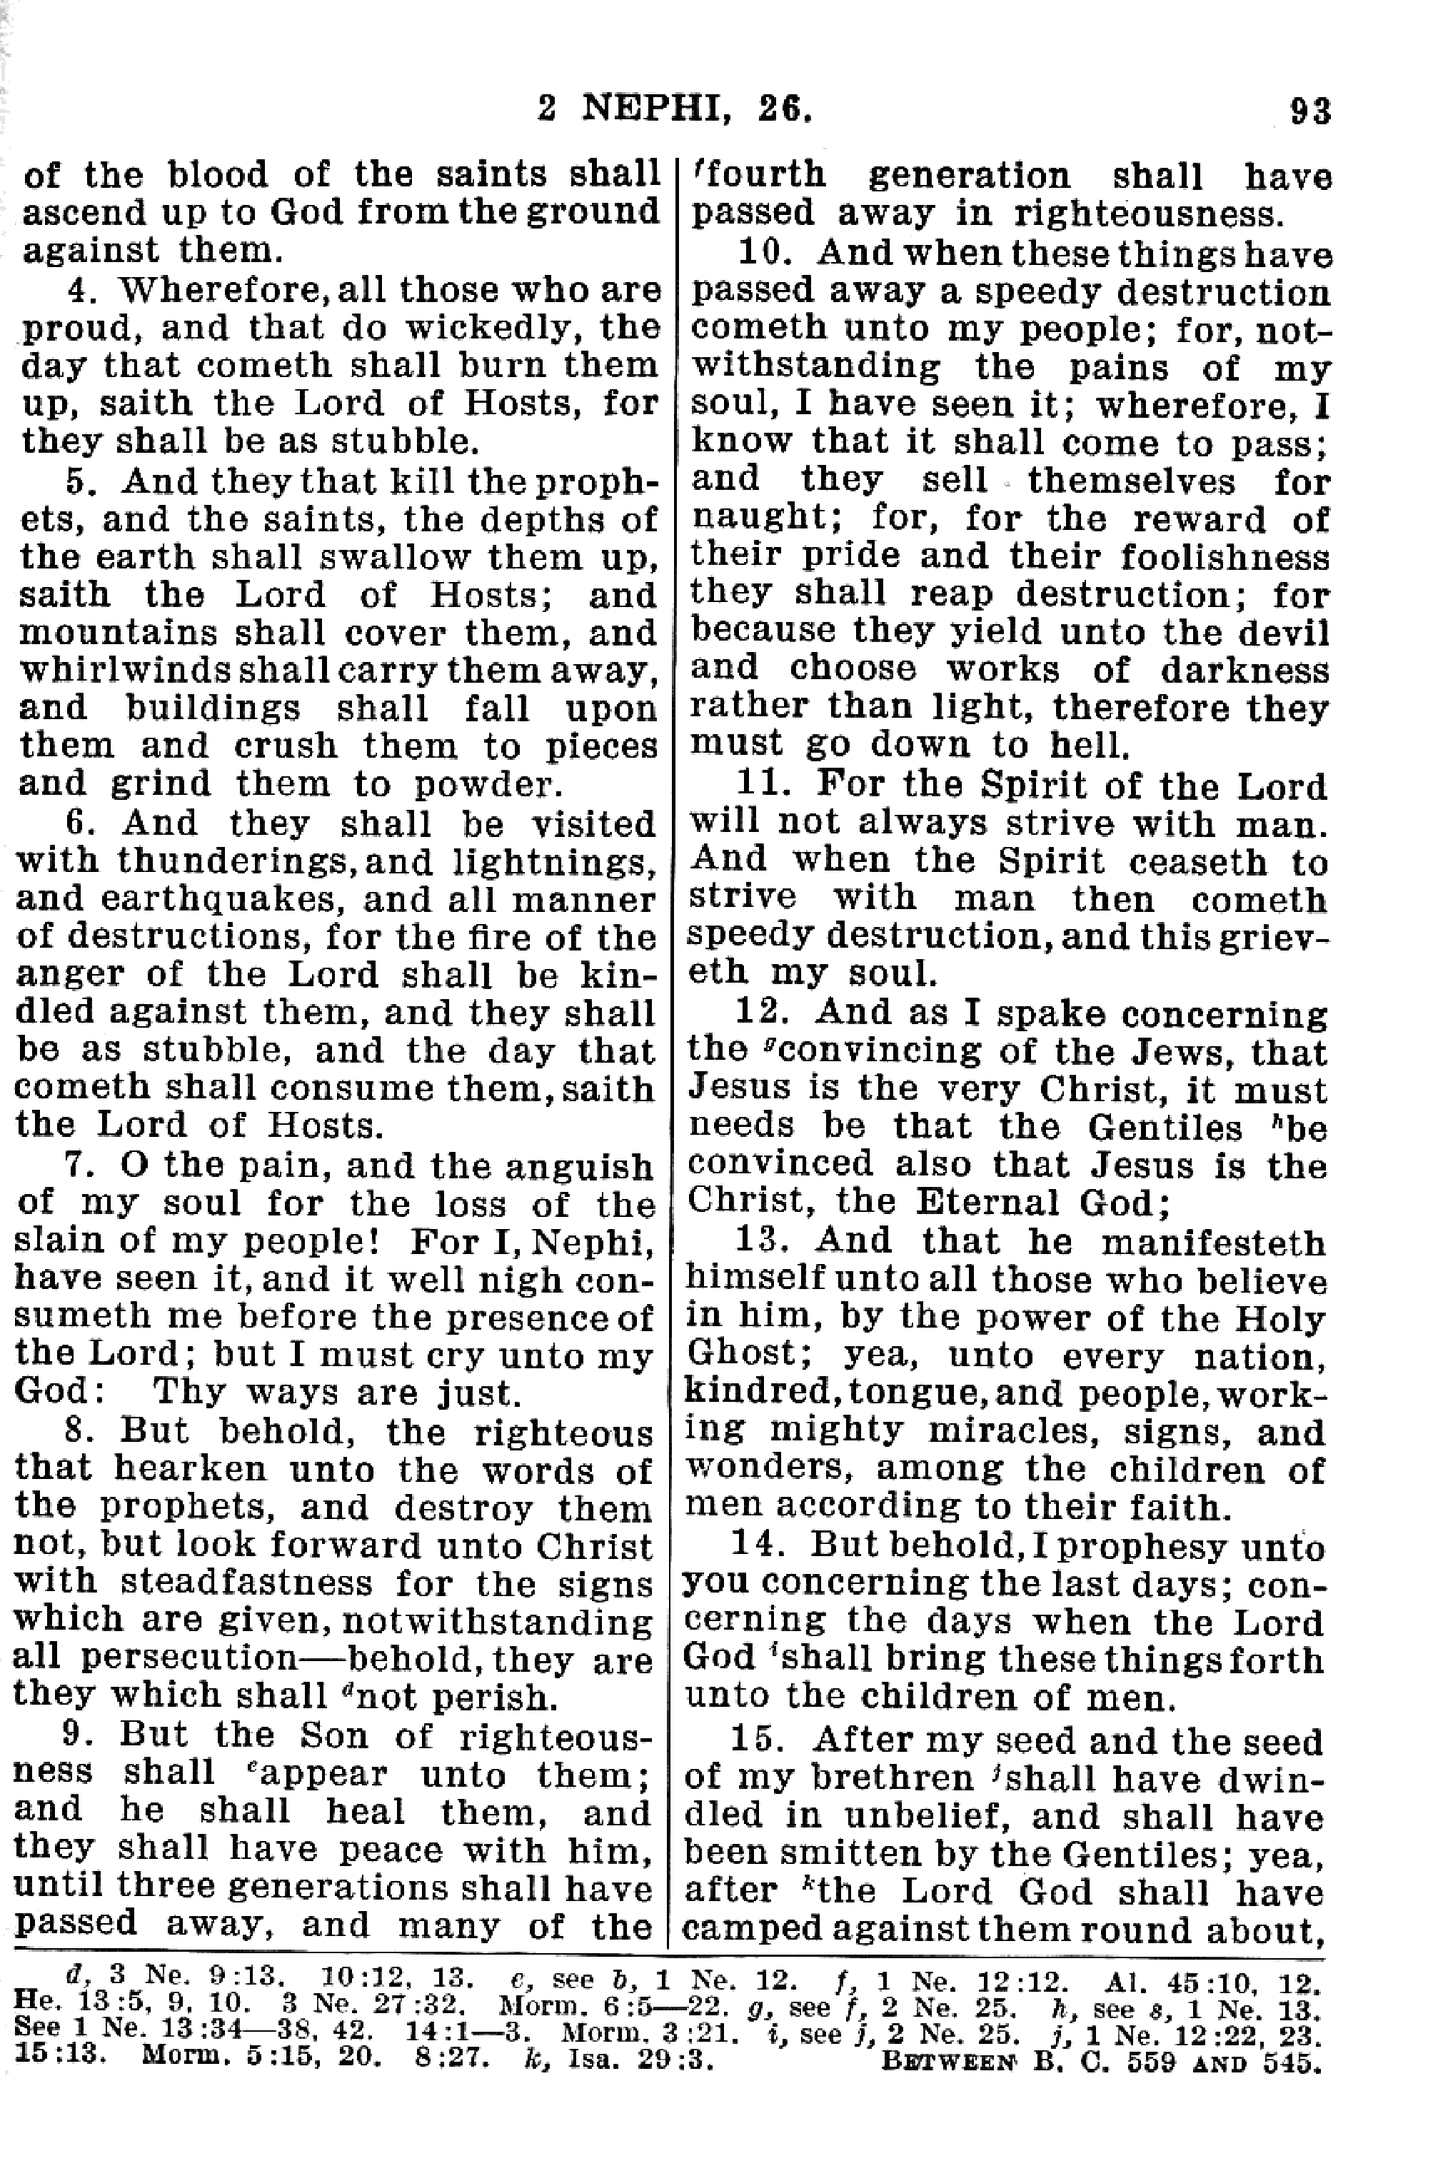 2 NEPHI, 26.
93
of the blood of the saints shall
ascend up to God from the ground
against them.
4. Wherefore, all those who are
proud, and that do wickedly, the
day that cometh shall burn them
up, saith the Lord of Hosts, for
they shall be as stubble.
5. And they that kill the proph-
ets, and the saints, the depths of
the earth shall swallow them up,
saith the Lord of Hosts; and
mountains shall cover them, and
whirlwinds shall carry them away,
and buildings shall fall upon
them and crush them to pieces
and grind them to powder.
6. And they shall be visited
with thunderings, and lightnings,
and earthquakes, and all manner
of destructions, for the fire of the
anger of the Lord shall be kin-
dled against them, and they shall
be as stubble, and the day that
cometh shall consume them, saith
the Lord of Hosts.
7. O the pain, and the anguish
of my soul for the loss of the
slain of my people! For I, Nephi,
have seen it, and it well nigh con-
sumeth me before the presence of
the Lord; but I must cry unto my
God: Thy ways are just.
8. But behold, the righteous
that hearken unto the words of
the prophets, and destroy them
not, but look forward unto Christ
with steadfastness for the signs
which are given, notwithstanding
all persecution—behold, they are
they which shall dnot perish.
9. But the Son of righteous-
ness shall eappear unto them;
and he shall heal them, and
they shall have peace with him,
until three generations shall have
passed away, and many of the
ffourth generation shall have
passed away in righteousness.
10. And when these things have
passed away a speedy destruction
cometh unto my people; for, not-
withstanding the pains of my
soul, I have seen it; wherefore, I
know that it shall come to pass;
and they sell themselves for
naught; for, for the reward of
their pride and their foolishness
they shall reap destruction; for
because they yield unto the devil
and choose works of darkness
rather than light, therefore they
must go down to hell.
11. For the Spirit of the Lord
will not always strive with man.
And when the Spirit ceaseth to
strive with man then cometh
speedy destruction, and this griev-
eth my soul.
12. And as I spake concerning
the gconvincing of the Jews, that
Jesus is the very Christ, it must
needs be that the Gentiles hbe
convinced also that Jesus is the
Christ, the Eternal God;
13. And that he manifesteth
himself unto all those who believe
in him, by the power of the Holy
Ghost; yea, unto every nation,
kindred, tongue, and people, work-
ing mighty miracles, signs, and
wonders, among the children of
men according to their faith.
14. But behold, I prophesy unto
you concerning the last days; con-
cerning the days when the Lord
God ishall bring these things forth
unto the children of men.
15. After my seed and the seed
of my brethren jshall have dwin-
dled in unbelief, and shall have
been smitten by the Gentiles; yea,
after kthe Lord God shall have
camped against them round about,
d, 3 Ne. 9:13. 10:12, 13. e, see b, 1 Ne. 12. f, 1 Ne. 12:12. Al. 45:10, 12.
He. 13:5, 9, 10. 3 Ne. 27:32. Morm. 6:5—22. g, see f, 2 Ne. 25. h, see s, 1 Ne. 13.
See 1 Ne. 13:34—38, 42. 14:1—3. Morm. 3:21. i, see j, 2 Ne. 25. j, 1 Ne. 12:22, 23.
15:13. Morm. 5:15, 20. 8:27. k, Isa. 29:3. BETWEEN B. C. 559 AND 545.